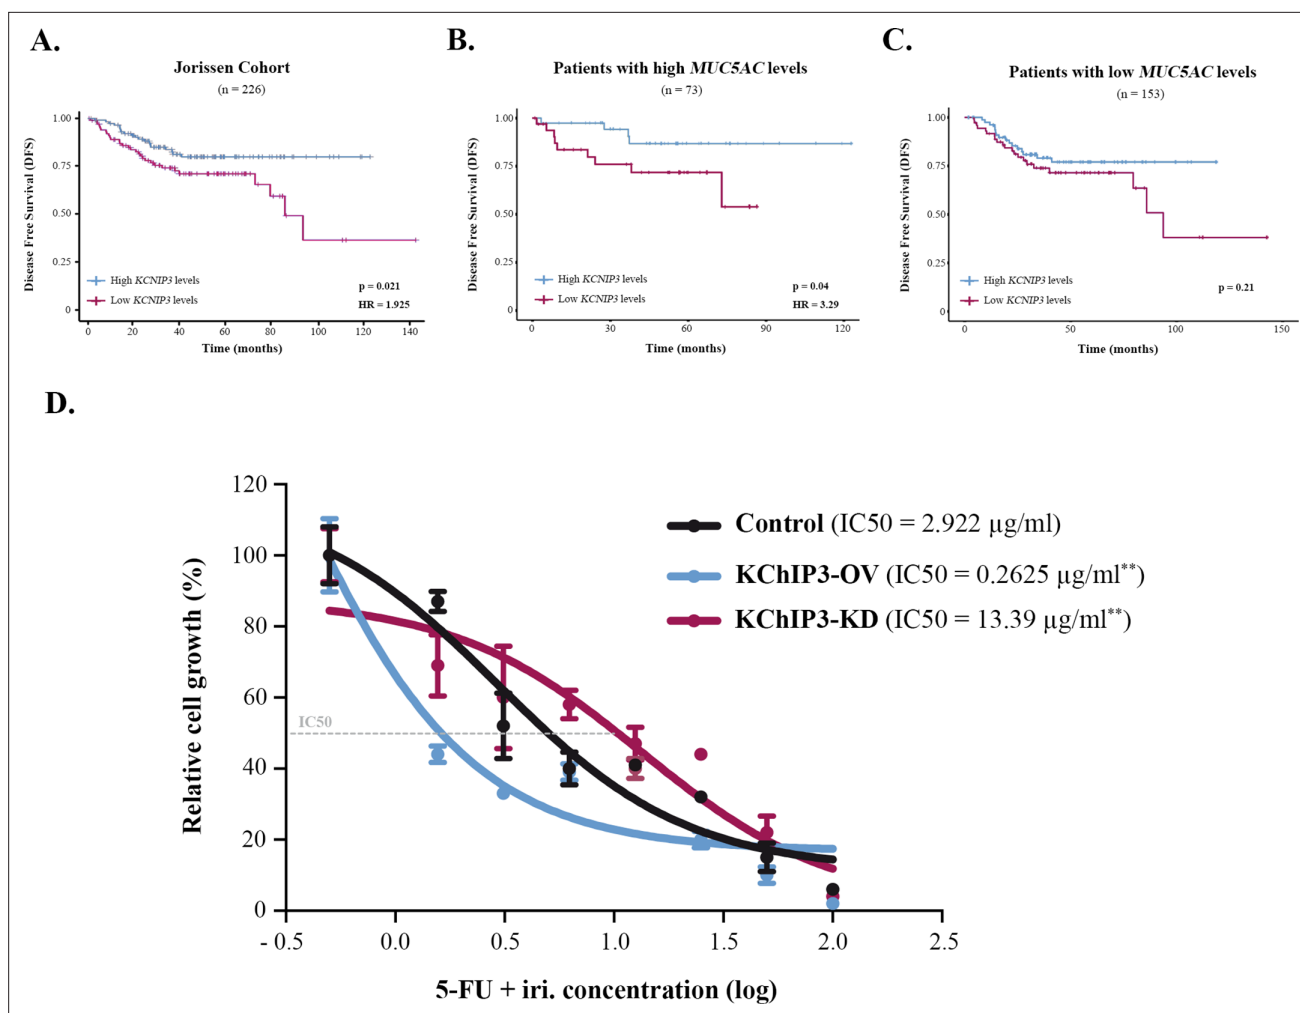 A.
Jorissen Cohort
(n = 226)
Disease Free Survival (DFS)
1.00
0.75
0.50
0.25
0
High KCNIP3 levels
Low KCNIP3 levels
p = 0.021
HR = 1.925
0 20 40 60 80 100 120 140
Time (months)
B.
Patients with high MUC5AC levels
(n = 73)
Disease Free Survival (DFS)
1.00
0.75
0.50
0.25
0.00
High KCNIP3 levels
Low KCNIP3 levels
p = 0.04
HR = 3.29
0 30 60 90 120
Time (months)
C.
Patients with low MUC5AC levels
(n = 153)
Disease Free Survival (DFS)
1.00
0.75
0.50
0.25
0.00
High KCNIP3 levels
Low KCNIP3 levels
p = 0.21
0 50 100 150
Time (months)
D.
Relative cell growth (%)
120
100
80
60
40
20
0
IC50
Control (IC50 = 2.922 µg/ml)
KChIP3-OV (IC50 = 0.2625 µg/ml**)
KChIP3-KD (IC50 = 13.39 µg/ml**)
- 0.5 0.0 0.5 1.0 1.5 2.0 2.5
5-FU + iri. concentration (log)